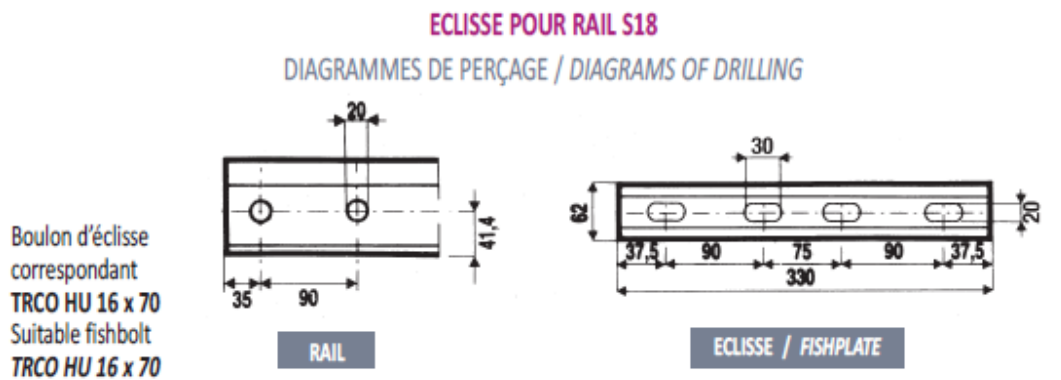 ECLISSE POUR RAIL S18
DIAGRAMMES DE PERÇAGE / DIAGRAMS OF DRILLING
20
41,4
35
90
RAIL
30
62
20
37,5
90
75
90
37,5
330
ECLISSE / FISHPLATE
Boulon d'éclisse
correspondant
TRCO HU 16 x 70
Suitable fishbolt
TRCO HU 16 x 70